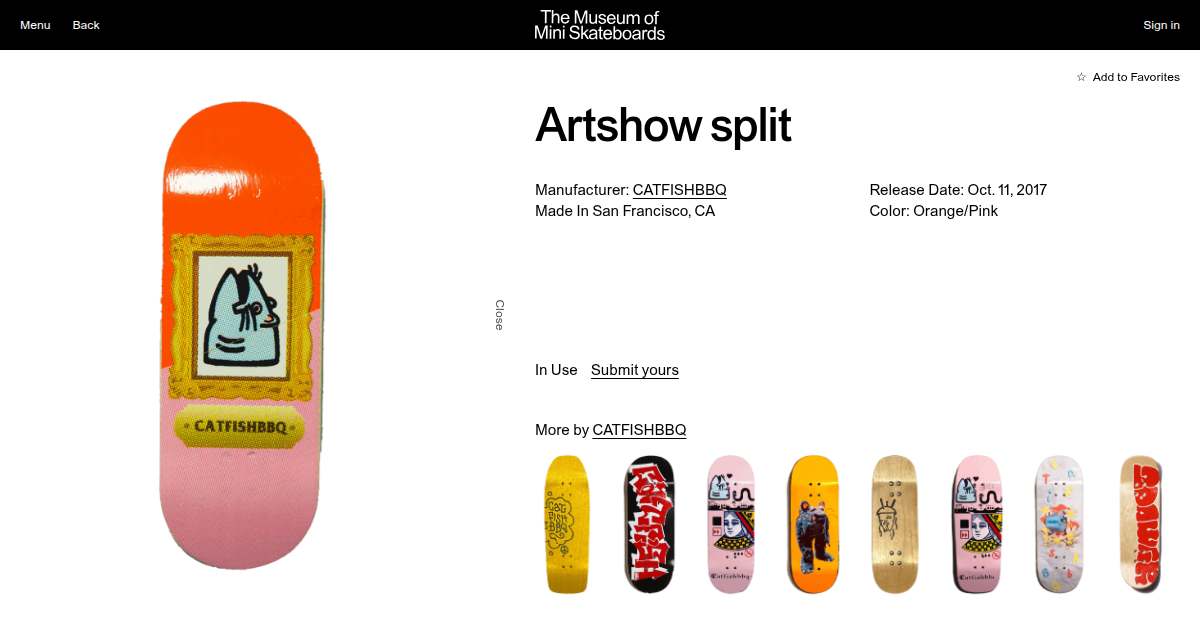 Menu
Back
The Museum of
Mini Skateboards
Sign in
☆ Add to Favorites
Artshow split
Manufacturer: CATFISHBBQ
Made In San Francisco, CA
Release Date: Oct. 11, 2017
Color: Orange/Pink
CATFISHBBQ
Close
In Use
Submit yours
More by CATFISHBBQ
Catfishbbq